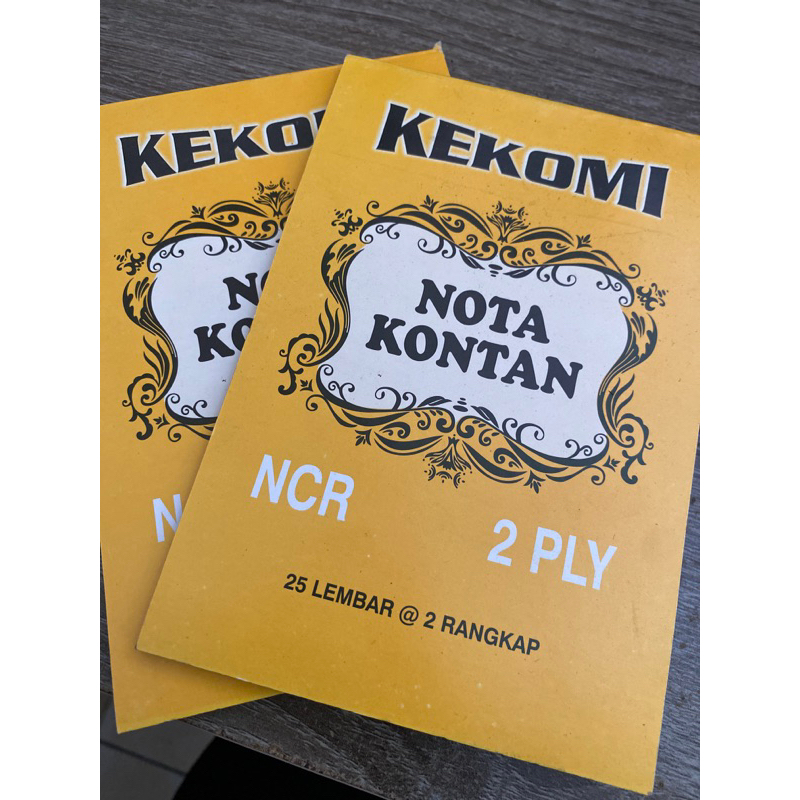 KEKOMI
NOTA
KONTAN
NCR
2 PLY
25 LEMBAR @ 2 RANGKAP